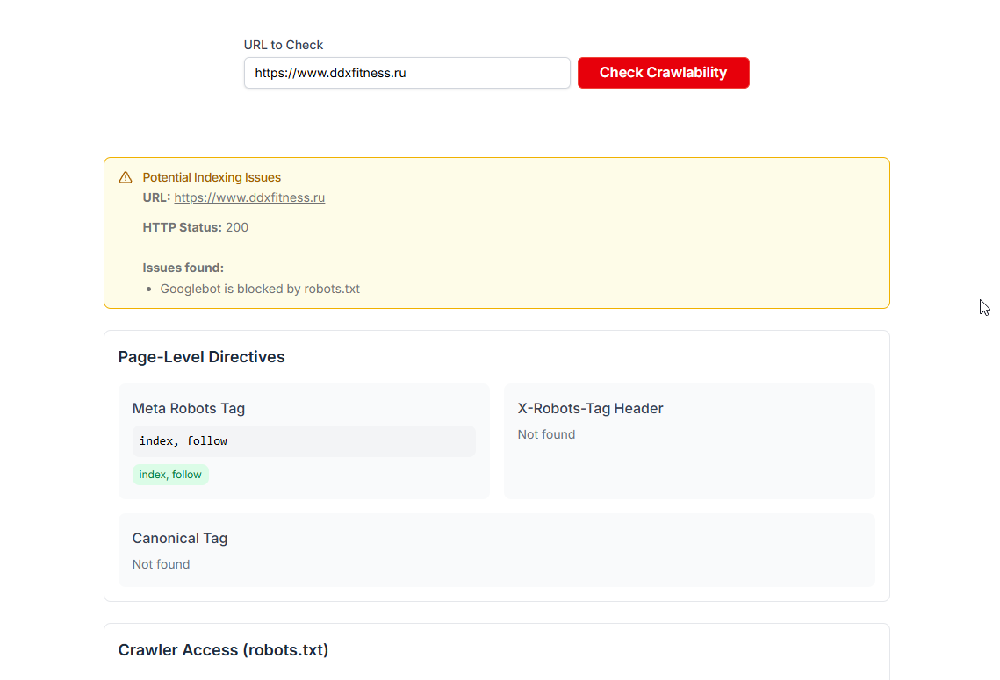 URL to Check
https://www.ddxfitness.ru
Check Crawlability
Potential Indexing Issues
URL: https://www.ddxfitness.ru
HTTP Status: 200
Issues found:
• Googlebot is blocked by robots.txt
Page-Level Directives
Meta Robots Tag
index, follow
index, follow
X-Robots-Tag Header
Not found
Canonical Tag
Not found
Crawler Access (robots.txt)